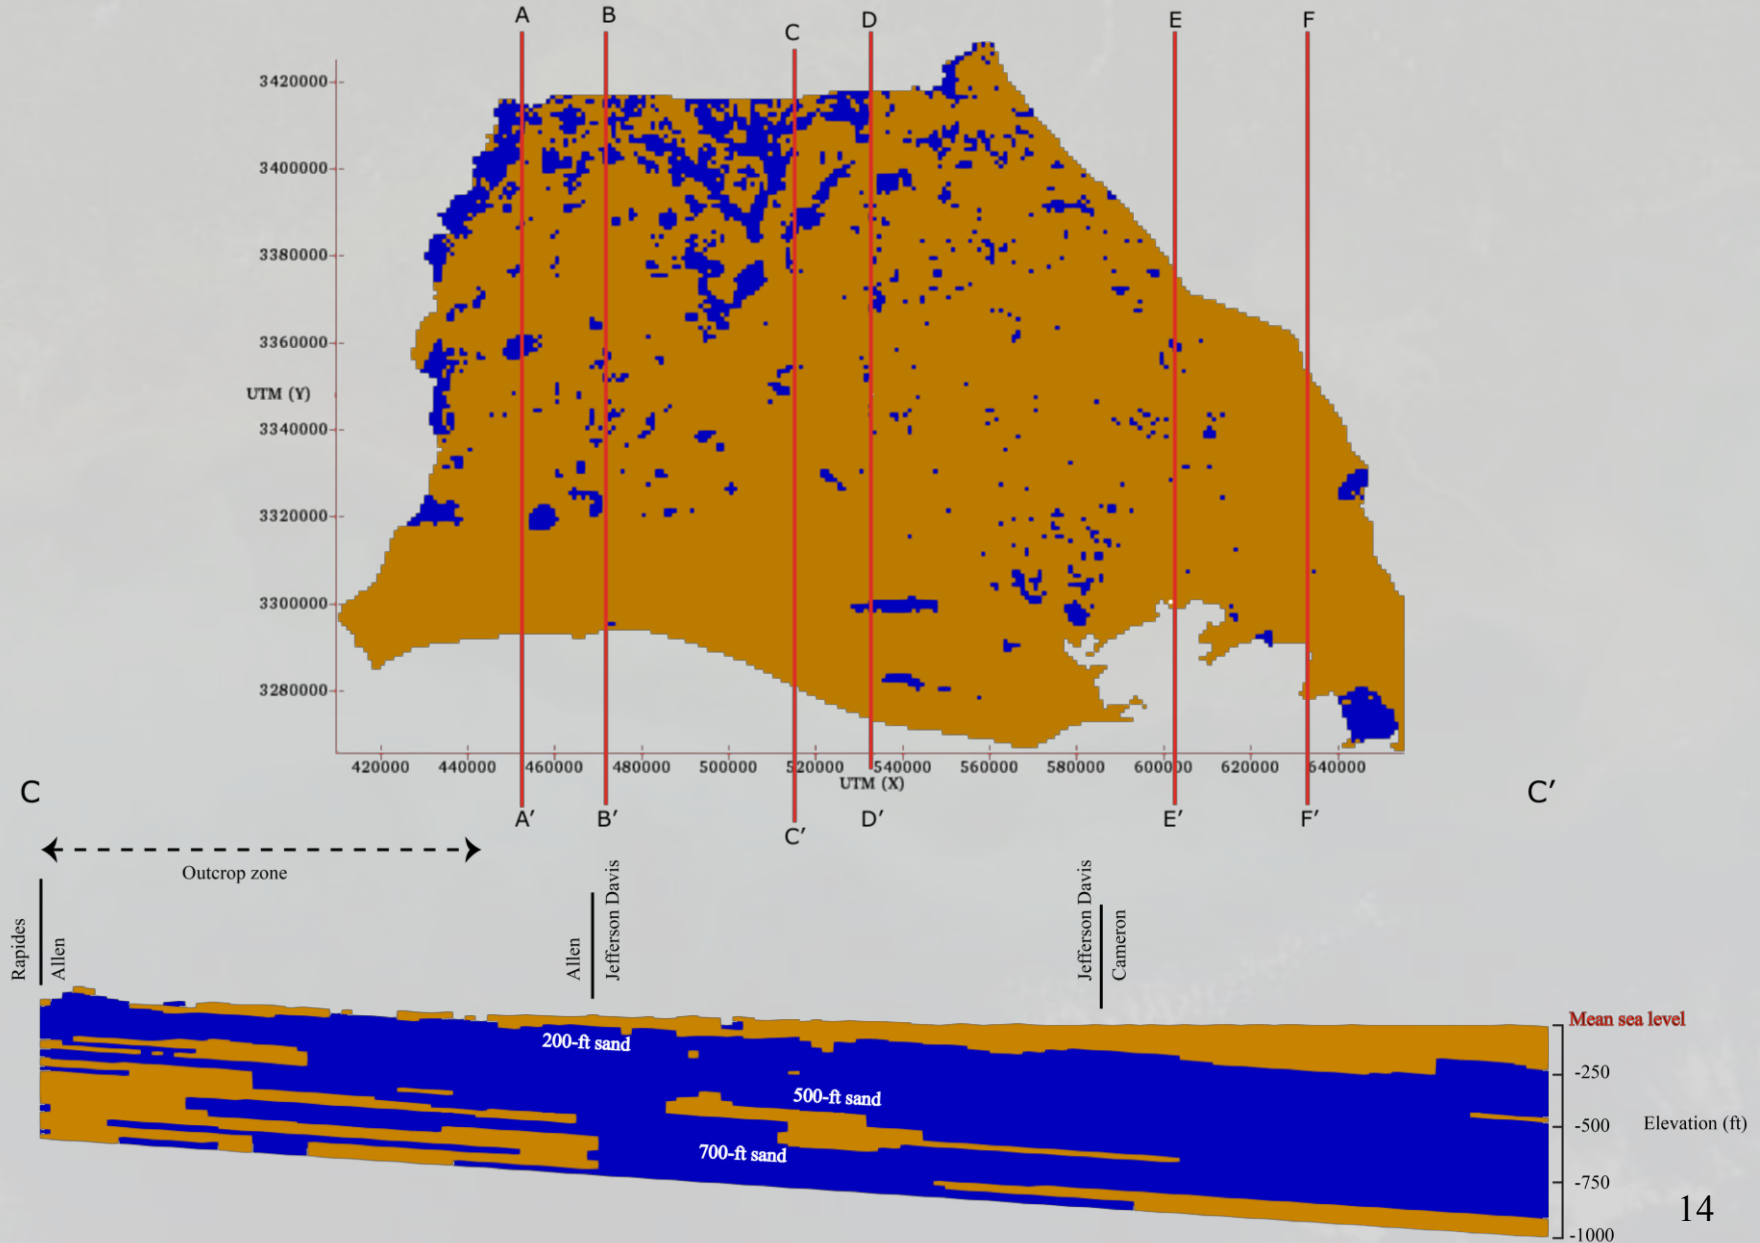 A B C D E F
3420000
3400000
3380000
3360000
UTM (Y)
3340000
3320000
3300000
3280000
420000 440000 460000 480000 500000 520000 540000 560000 580000 600000 620000 640000
UTM (X)
C C′
A′ B′ C′ D′ E′ F′
Outcrop zone
Rapides
Allen
Allen
Jefferson Davis
Jefferson Davis
Cameron
Mean sea level
200-ft sand
-250
500-ft sand
-500 Elevation (ft)
700-ft sand
-750
14
-1000